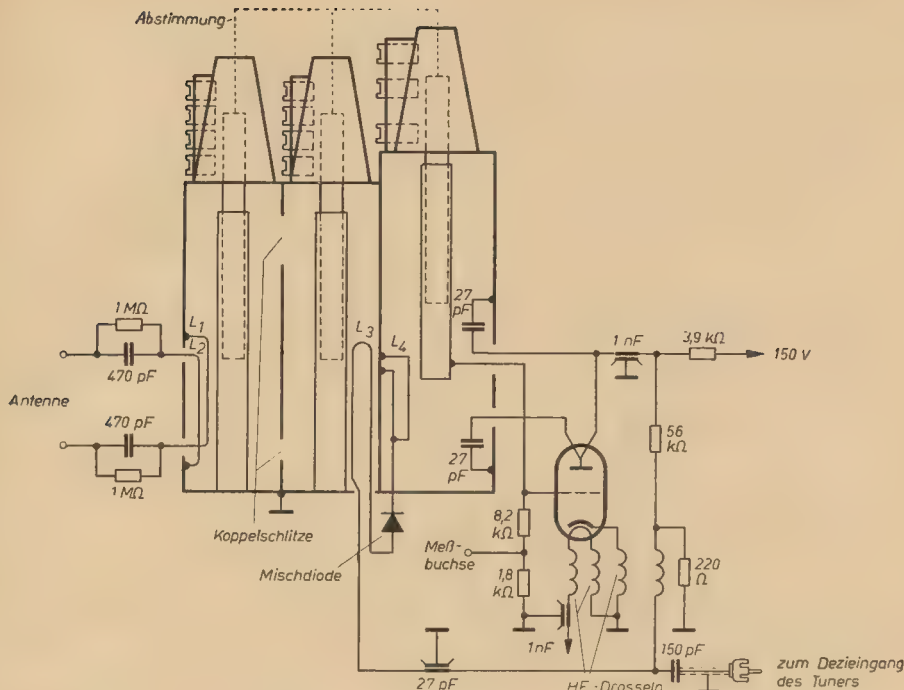 Abstimmung
27
pF
1 MΩ
L1
L2
L3
L4
1 nF
3,9 kΩ
150 V
470 pF
Antenne
470 pF
1 MΩ
27
pF
56
kΩ
Koppelschlitze
Mischdiode
8,2
kΩ
Meß-
buchse
1,8
kΩ
220
Ω
1nF
150 pF
27 pF
HF-Drosseln
zum Dezieingang
des Tuners